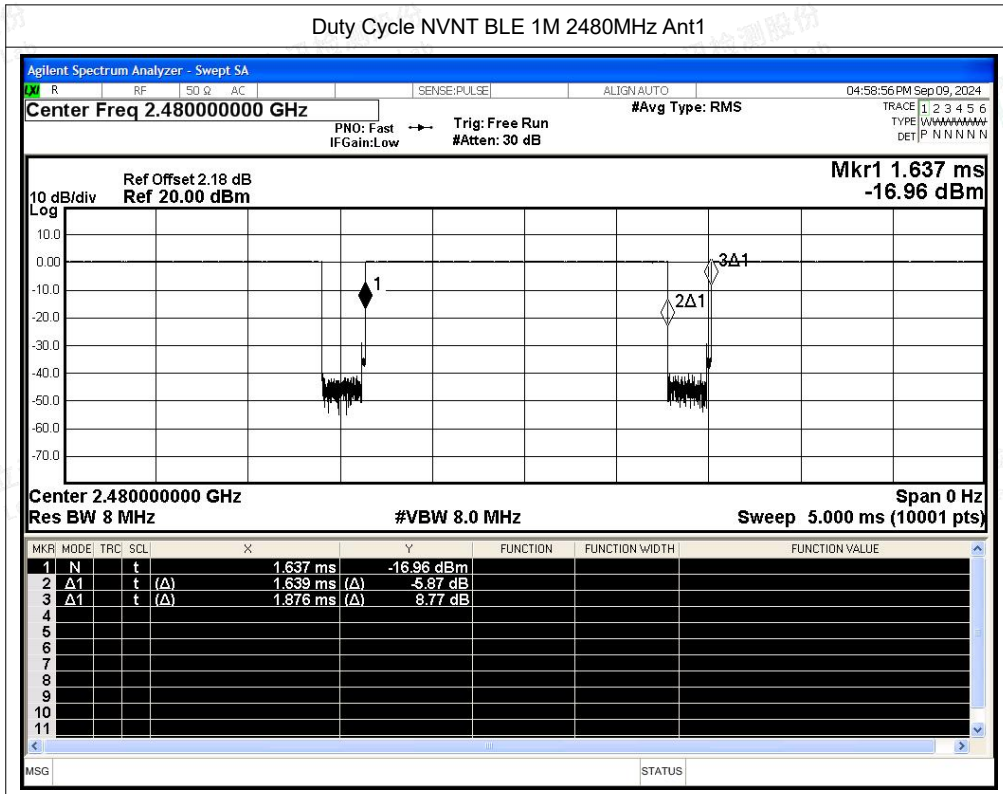 Duty Cycle NVNT BLE 1M 2480MHz Ant1
Agilent Spectrum Analyzer - Swept SA
LXI R RF 50 Ω AC SENSE:PULSE ALIGN AUTO 04:58:56 PM Sep 09, 2024
Center Freq 2.480000000 GHz #Avg Type: RMS TRACE 1 2 3 4 5 6
PNO: Fast Trig: Free Run TYPE WWWWWW
IFGain:Low #Atten: 30 dB DET P N N N N N
Mkr1 1.637 ms
Ref Offset 2.18 dB
10 dB/div Ref 20.00 dBm -16.96 dBm
Log
10.0
0.00
3Δ1
-10.0
1
2Δ1
-20.0
-30.0
-40.0
-50.0
-60.0
-70.0
Center 2.480000000 GHz Span 0 Hz
Res BW 8 MHz #VBW 8.0 MHz Sweep 5.000 ms (10001 pts)
MKR MODE TRC SCL X Y FUNCTION FUNCTION WIDTH FUNCTION VALUE
1 N t 1.637 ms -16.96 dBm
2 Δ1 t (Δ) 1.639 ms (Δ) -5.87 dB
3 Δ1 t (Δ) 1.876 ms (Δ) 8.77 dB
4
5
6
7
8
9
10
11
MSG STATUS